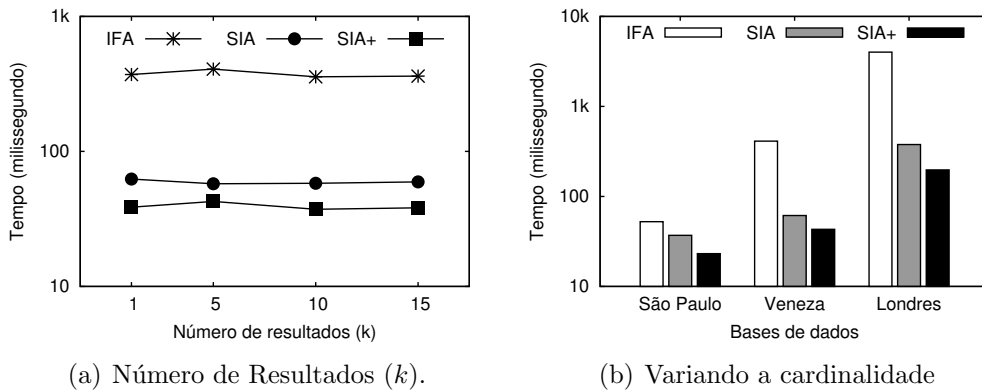 1k
100
10
Tempo (milissegundo)
IFA SIA SIA+
1 5 10 15
Número de resultados (k)
(a) Número de Resultados (k).
10k
1k
100
10
Tempo (milissegundo)
IFA SIA SIA+
São Paulo Veneza Londres
Bases de dados
(b) Variando a cardinalidade